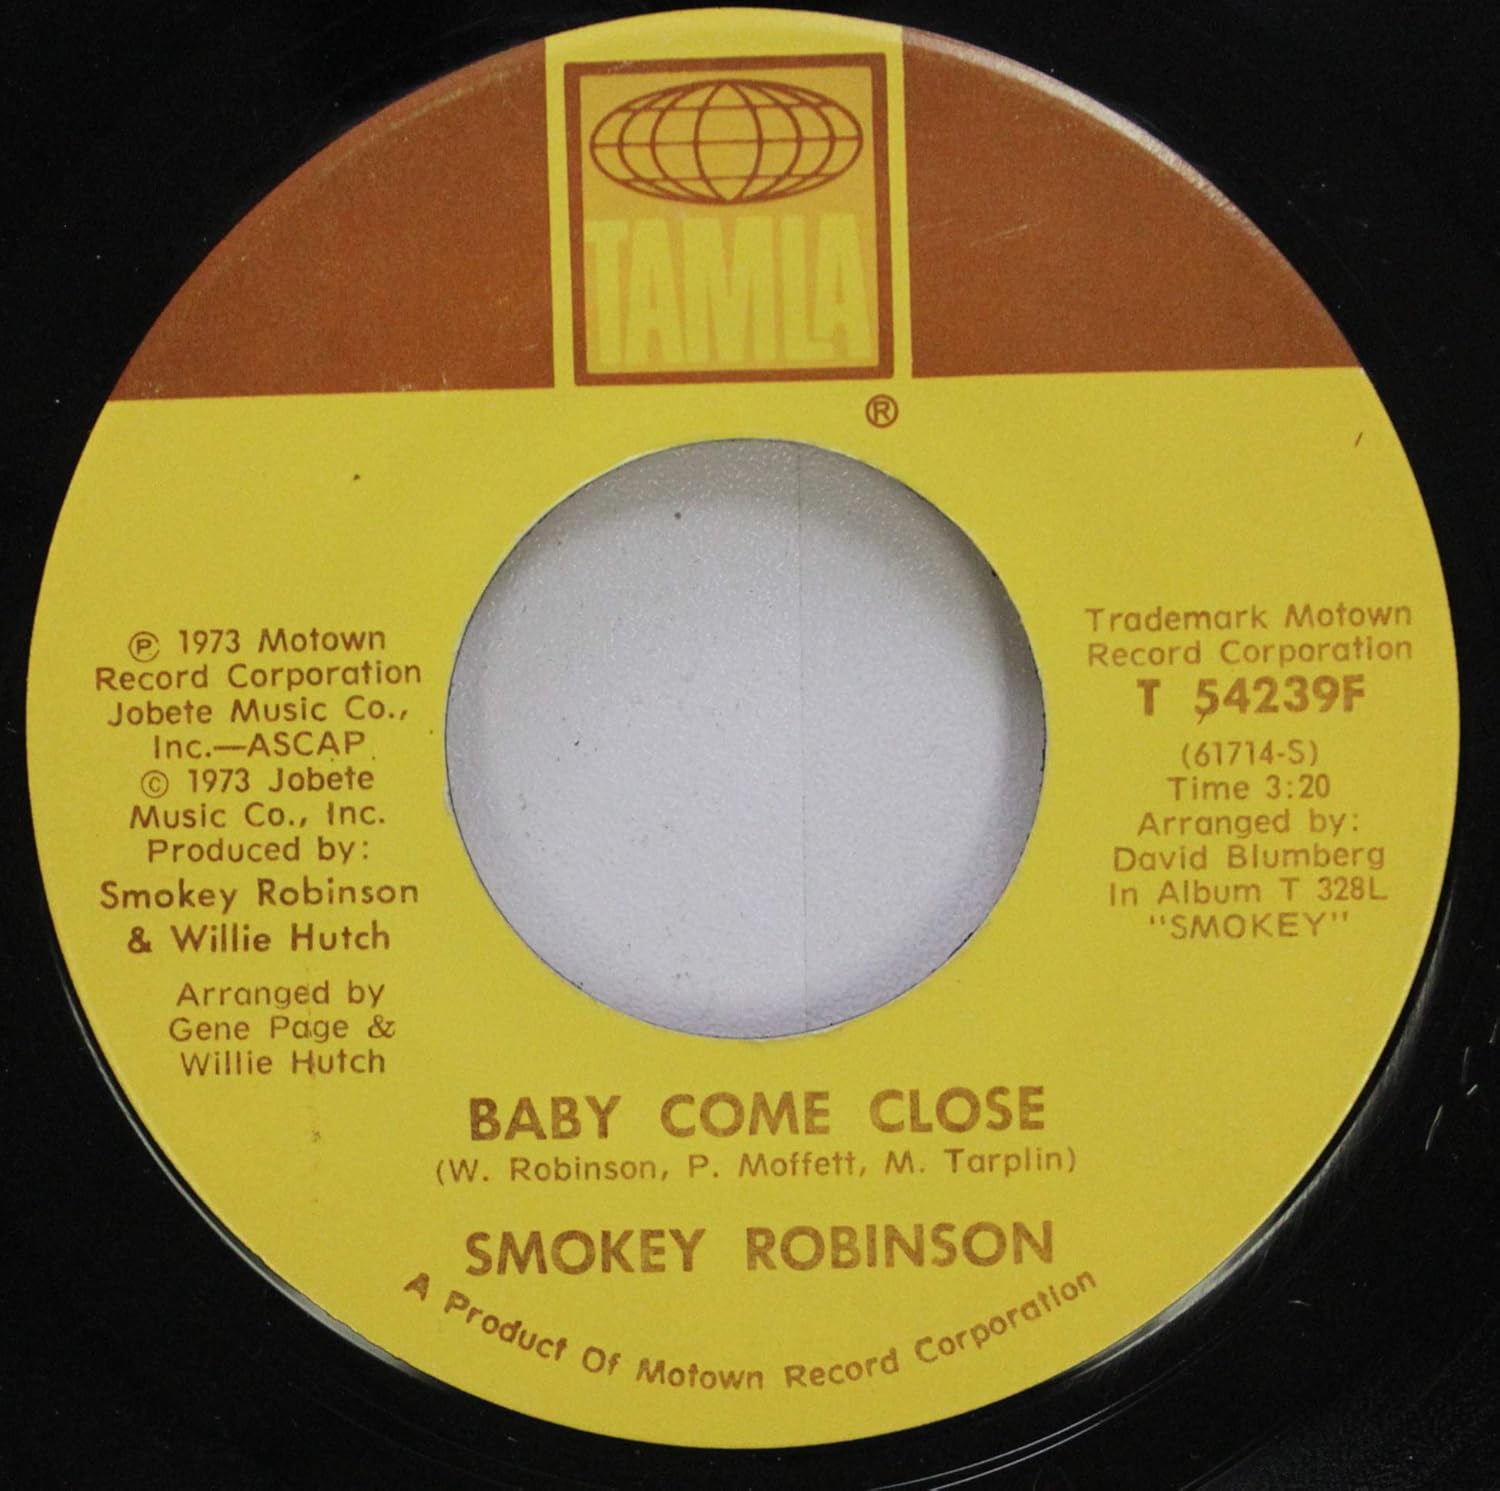 TAMLA
®
℗ 1973 Motown
Record Corporation
Jobete Music Co.,
Inc.—ASCAP
© 1973 Jobete
Music Co., Inc.
Produced by:
Smokey Robinson
& Willie Hutch
Arranged by
Gene Page &
Willie Hutch
Trademark Motown
Record Corporation
T 54239F
(61714-S)
Time 3:20
Arranged by:
David Blumberg
In Album T 328L
"SMOKEY"
BABY COME CLOSE
(W. Robinson, P. Moffett, M. Tarplin)
SMOKEY ROBINSON
A Product Of Motown Record Corporation